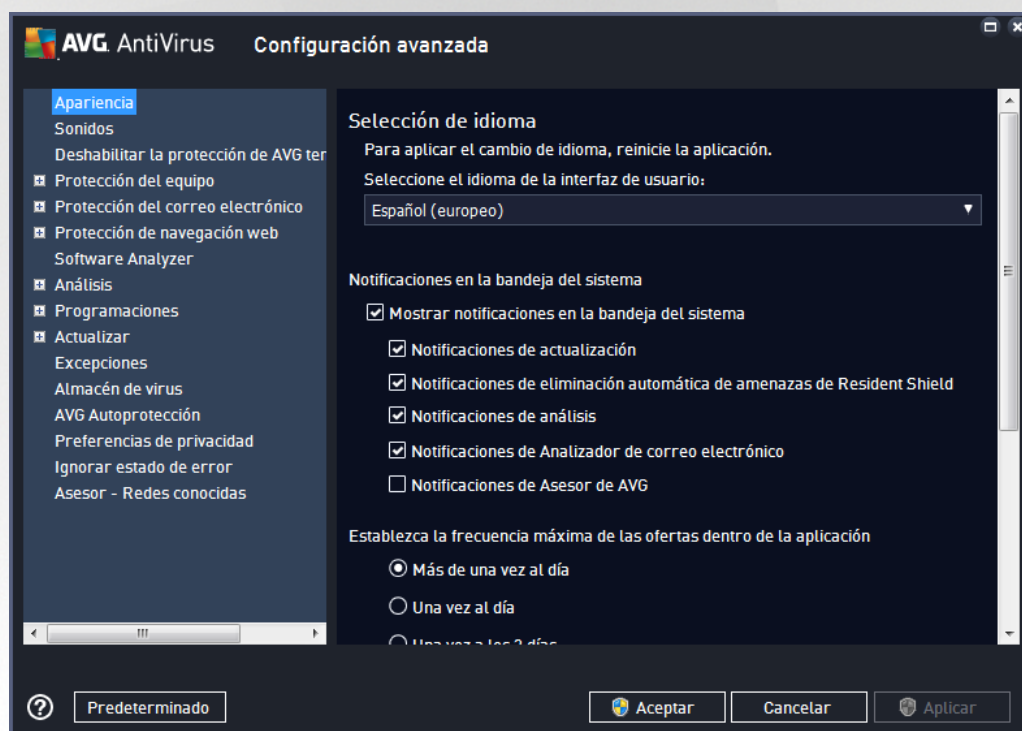 AVG. AntiVirus Configuración avanzada
Apariencia
Sonidos
Deshabilitar la protección de AVG ter
Protección del equipo
Protección del correo electrónico
Protección de navegación web
Software Analyzer
Análisis
Programaciones
Actualizar
Excepciones
Almacén de virus
AVG Autoprotección
Preferencias de privacidad
Ignorar estado de error
Asesor - Redes conocidas
Selección de idioma
Para aplicar el cambio de idioma, reinicie la aplicación.
Seleccione el idioma de la interfaz de usuario:
Español (europeo)
Notificaciones en la bandeja del sistema
Mostrar notificaciones en la bandeja del sistema
Notificaciones de actualización
Notificaciones de eliminación automática de amenazas de Resident Shield
Notificaciones de análisis
Notificaciones de Analizador de correo electrónico
Notificaciones de Asesor de AVG
Establezca la frecuencia máxima de las ofertas dentro de la aplicación
Más de una vez al día
Una vez al día
Una vez a los 2 días
Predeterminado
Aceptar
Cancelar
Aplicar